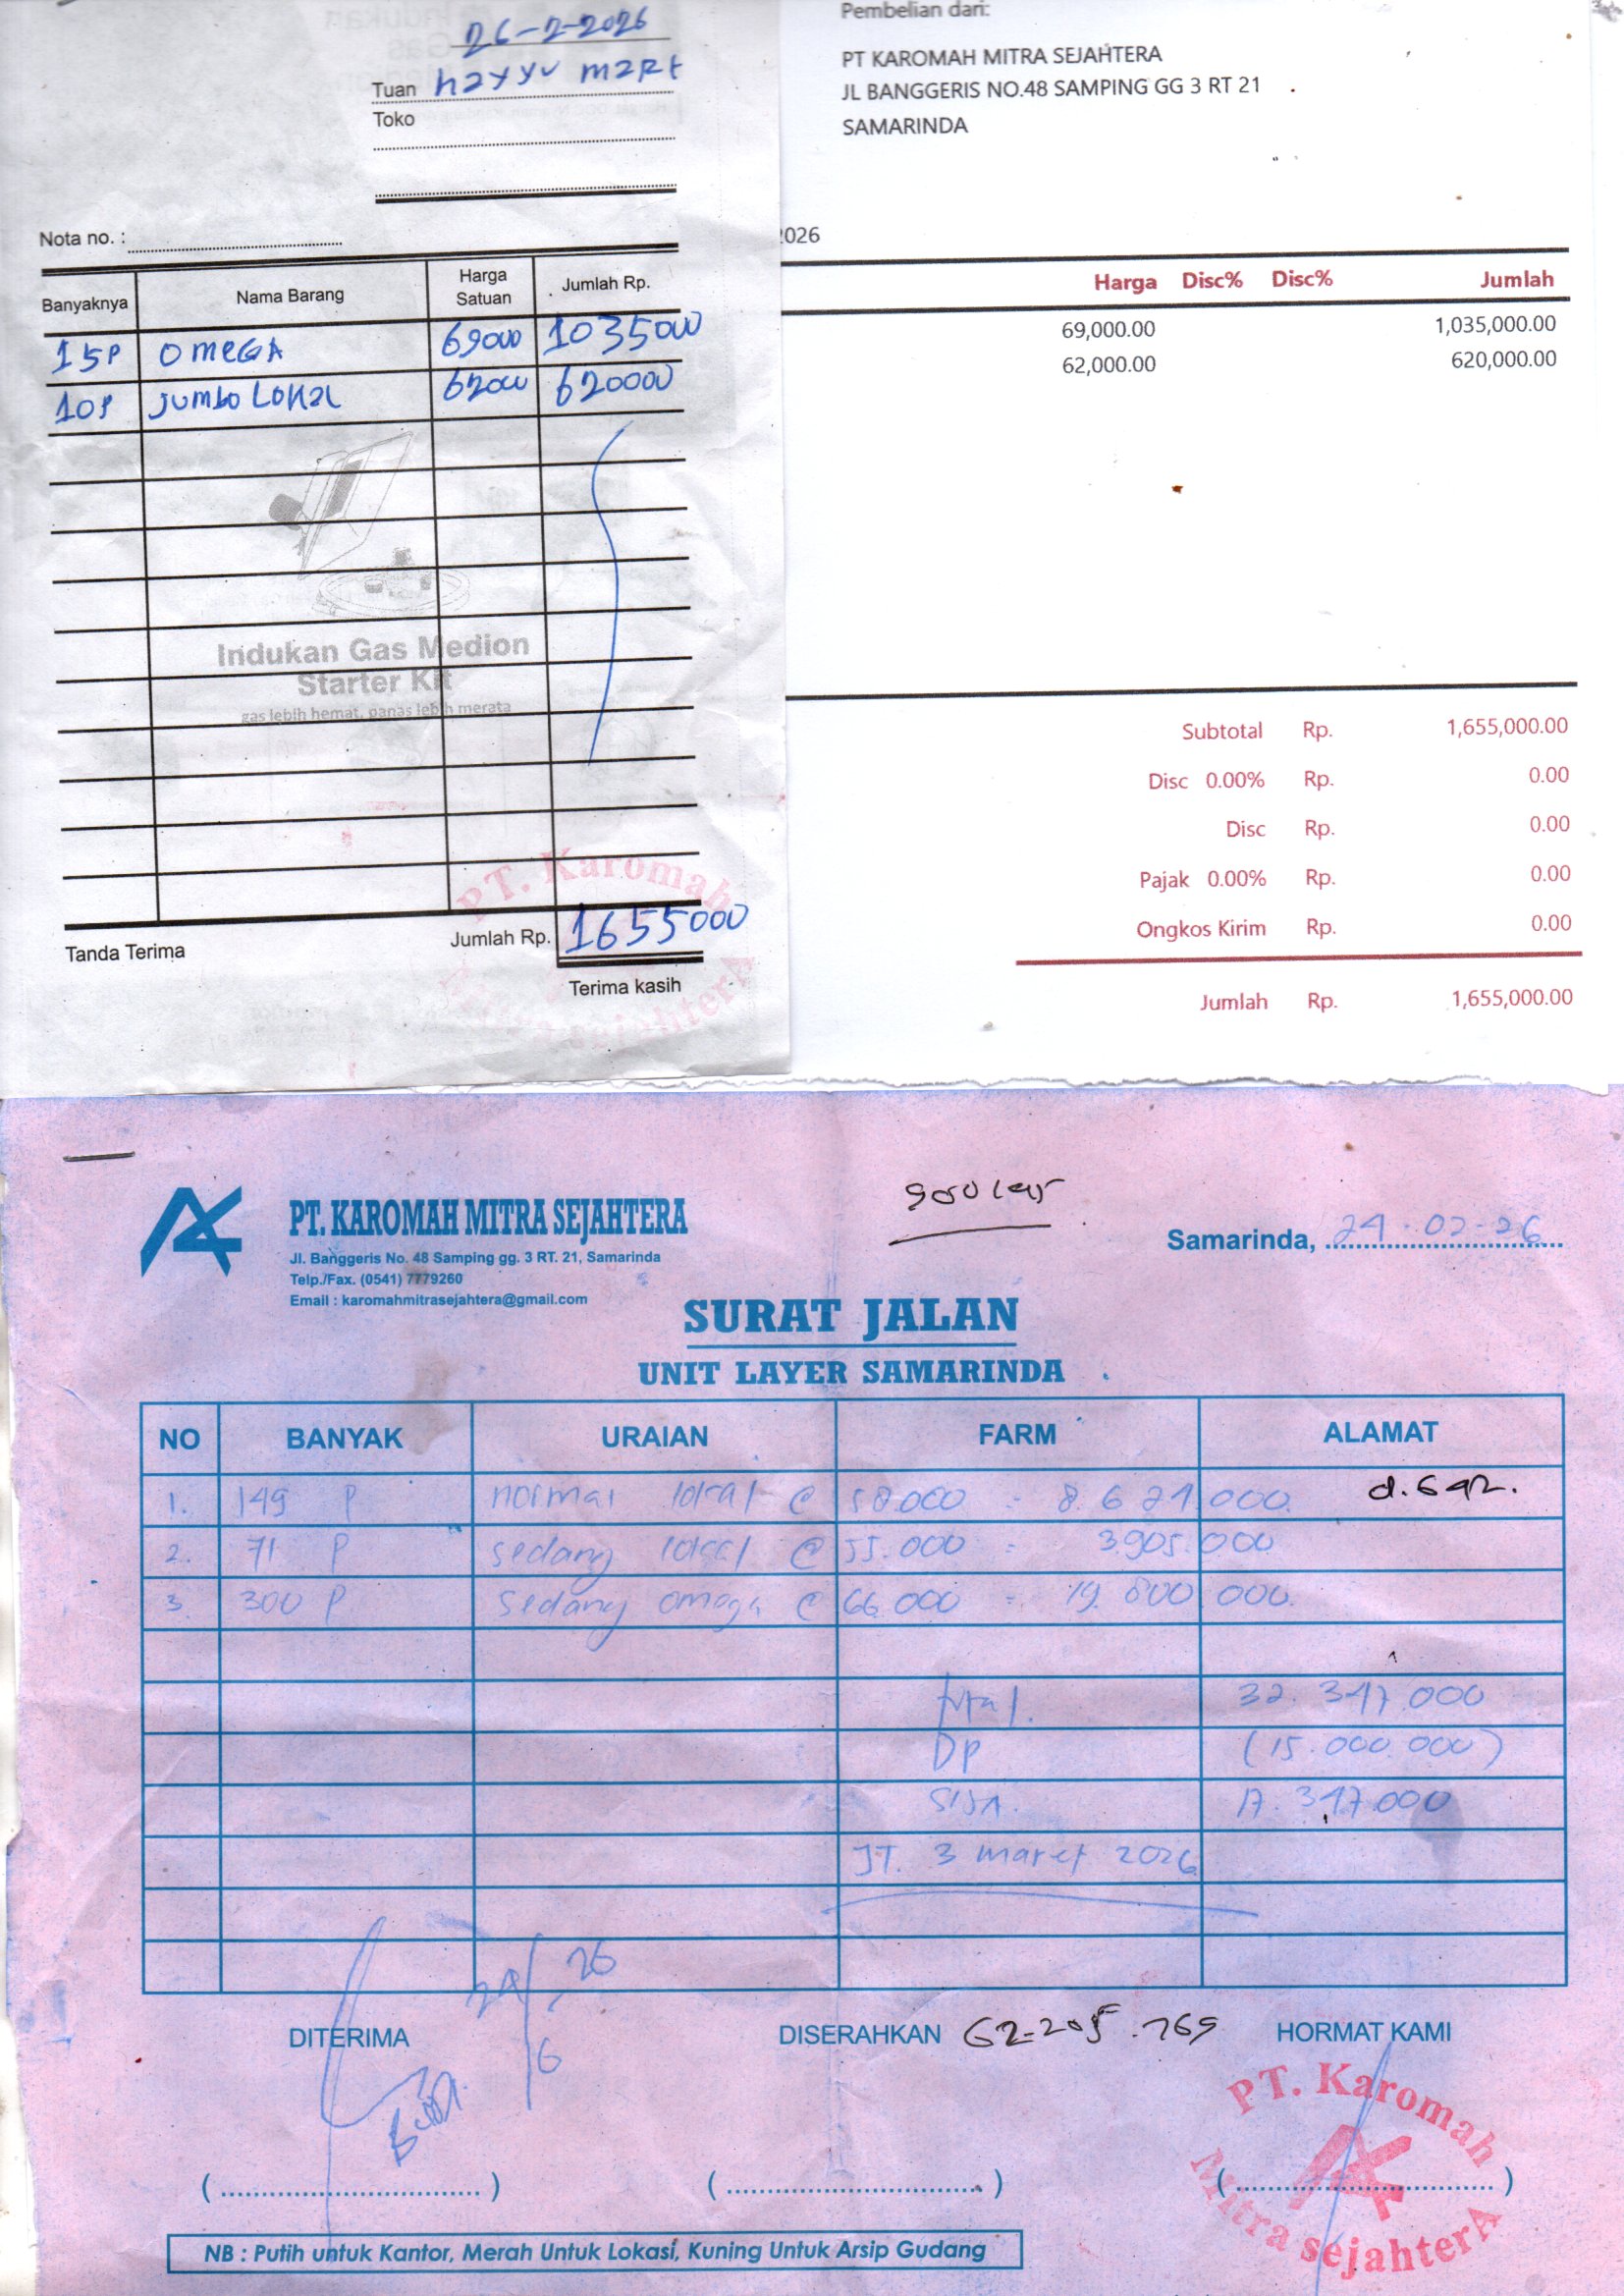 26-2-2026
Tuan hayyu mart
Toko
Nota no. :
Banyaknya Nama Barang Harga Satuan Jumlah Rp.
15P OMEGA 69000 1035000
10P JUMBO LOKAL 62000 620000
Indukan Gas Medion
Starter Kit
gas lebih hemat, panas lebih merata
Tanda Terima Jumlah Rp. 1655000
Terima kasih
PT. Karomah
Mitra sejahterA
Pembelian dari:
PT KAROMAH MITRA SEJAHTERA
JL BANGGERIS NO.48 SAMPING GG 3 RT 21
SAMARINDA
026
Harga Disc% Disc% Jumlah
69,000.00 1,035,000.00
62,000.00 620,000.00
Subtotal Rp. 1,655,000.00
Disc 0.00% Rp. 0.00
Disc Rp. 0.00
Pajak 0.00% Rp. 0.00
Ongkos Kirim Rp. 0.00
Jumlah Rp. 1,655,000.00
PT. KAROMAH MITRA SEJAHTERA
Jl. Banggeris No. 48 Samping gg. 3 RT. 21, Samarinda
Telp./Fax. (0541) 7779260
Email : karomahmitrasejahtera@gmail.com
Samarinda, 24.02-26
SURAT JALAN
UNIT LAYER SAMARINDA
NO BANYAK URAIAN FARM ALAMAT
1. 149 P normal lokal @ 58.000 = 8.621.000
2. 71 P sedang lokal @ 55.000 = 3.905.000
3. 300 P sedang omega @ 66.000 = 19.800.000
total. 32.347.000
DP (15.000.000)
SISA. 17.347.000
JT. 3 maret 2026
DITERIMA DISERAHKAN HORMAT KAMI
PT. Karomah
Mitra sejahterA
NB : Putih untuk Kantor, Merah Untuk Lokasi, Kuning Untuk Arsip Gudang